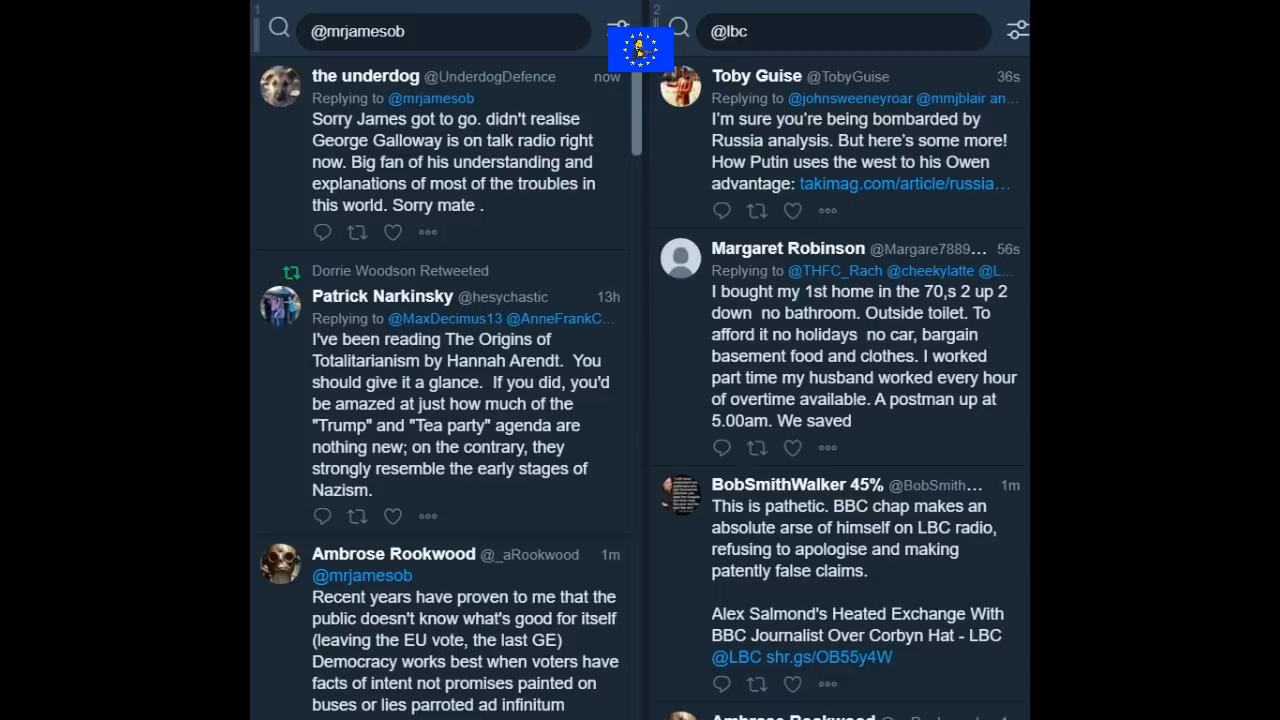 1
@mrjamesob
the underdog @UnderdogDefence now
Replying to @mrjamesob
Sorry James got to go. didn't realise
George Galloway is on talk radio right
now. Big fan of his understanding and
explanations of most of the troubles in
this world. Sorry mate .
Dorrie Woodson Retweeted
Patrick Narkinsky @hesychastic 13h
Replying to @MaxDecimus13 @AnneFrankC...
I've been reading The Origins of
Totalitarianism by Hannah Arendt.  You
should give it a glance.  If you did, you'd
be amazed at just how much of the
"Trump" and "Tea party" agenda are
nothing new; on the contrary, they
strongly resemble the early stages of
Nazism.
Ambrose Rookwood @_aRookwood 1m
@mrjamesob
Recent years have proven to me that the
public doesn't know what's good for itself
(leaving the EU vote, the last GE)
Democracy works best when voters have
facts of intent not promises painted on
buses or lies parroted ad infinitum
2
@lbc
Toby Guise @TobyGuise 36s
Replying to @johnsweeneyroar @mmjblair an...
I'm sure you're being bombarded by
Russia analysis. But here's some more!
How Putin uses the west to his Owen
advantage: takimag.com/article/russia...
Margaret Robinson @Margare7889... 56s
Replying to @THFC_Rach @cheekylatte @L...
I bought my 1st home in the 70,s 2 up 2
down  no bathroom. Outside toilet. To
afford it no holidays  no car, bargain
basement food and clothes. I worked
part time my husband worked every hour
of overtime available. A postman up at
5.00am. We saved
BobSmithWalker 45% @BobSmith... 1m
This is pathetic. BBC chap makes an
absolute arse of himself on LBC radio,
refusing to apologise and making
patently false claims.
Alex Salmond's Heated Exchange With
BBC Journalist Over Corbyn Hat - LBC
@LBC shr.gs/OB55y4W
Ambrose Rookwood